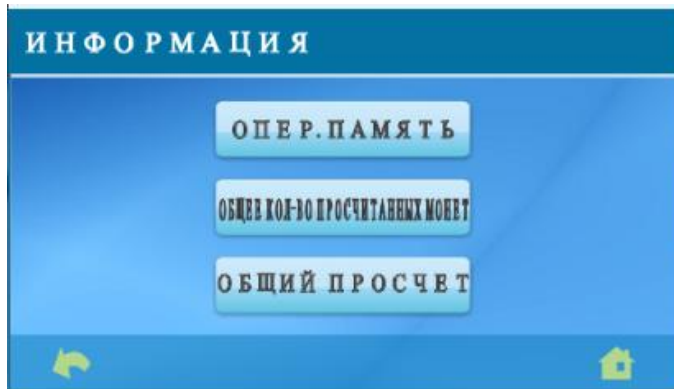 ИНФОРМАЦИЯ
ОПЕР.ПАМЯТЬ
ОБЩЕЕ КОЛ-ВО ПРОСЧИТАННЫХ МОНЕТ
ОБЩИЙ ПРОСЧЕТ